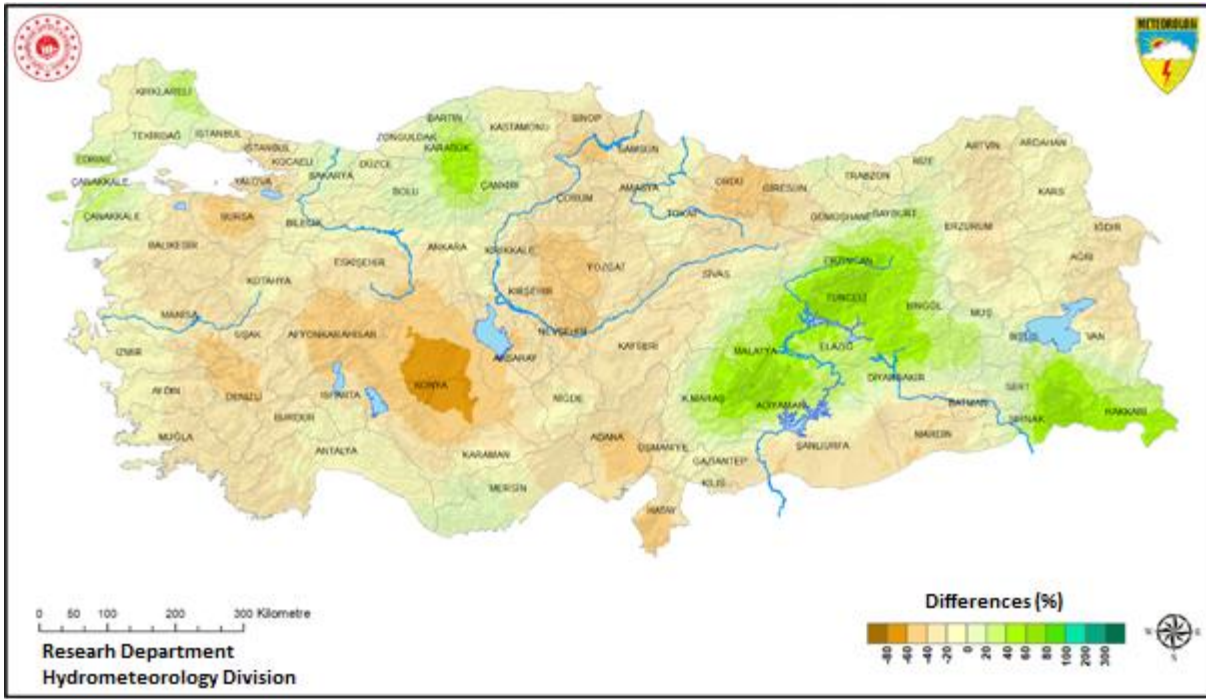 METEOROLOJİ
KIRKLARELİ
BARTIN
SİNOP
KASTAMONU
ZONGULDAK
TEKİRDAĞ
İSTANBUL
KARABÜK
SAMSUN
ARTVİN
ARDAHAN
EDİRNE
İSTANBUL
KOCAELİ
DÜZCE
RİZE
SAKARYA
ORDU
TRABZON
ÇANAKKALE
YALOVA
BOLU
ÇANKIRI
AMASYA
GİRESUN
KARS
ÇORUM
ÇANAKKALE
BURSA
BİLECİK
TOKAT
GÜMÜŞHANE
BAYBURT
ERZURUM
IĞDIR
BALIKESİR
ANKARA
KIRIKKALE
ESKİŞEHİR
YOZGAT
SİVAS
ERZİNCAN
AĞRI
KÜTAHYA
KIRŞEHİR
TUNCELİ
BİNGÖL
MANİSA
MUŞ
UŞAK
AFYONKARAHİSAR
NEVŞEHİR
BİTLİS
VAN
İZMİR
AKSARAY
KAYSERİ
MALATYA
ELAZIĞ
KONYA
DİYARBAKIR
AYDIN
DENİZLİ
ISPARTA
NİĞDE
K.MARAŞ
ADIYAMAN
SİİRT
BATMAN
HAKKARİ
BURDUR
ŞIRNAK
MUĞLA
ADANA
MARDİN
ANTALYA
OSMANİYE
ŞANLIURFA
KARAMAN
GAZİANTEP
MERSİN
KİLİS
HATAY
0 50 100 200 300 Kilometre
Researh Department
Hydrometeorology Division
Differences (%)
-80 -60 -40 -20 0 20 40 60 80 100 200 300